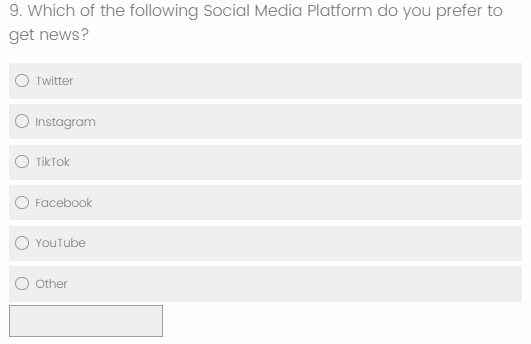 9. Which of the following Social Media Platform do you prefer to
get news?
Twitter
Instagram
TikTok
Facebook
YouTube
Other